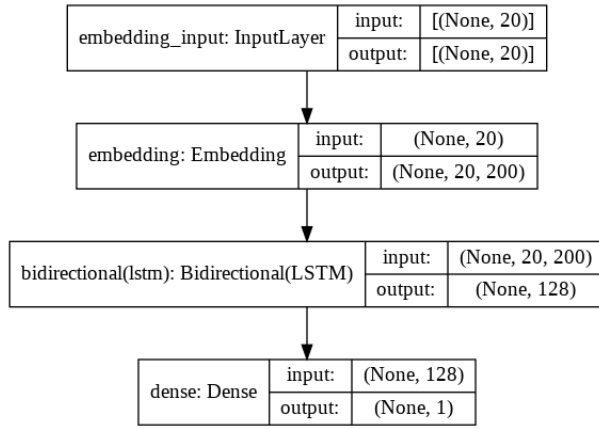 embedding_input: InputLayer
input:
[(None, 20)]
output:
[(None, 20)]
embedding: Embedding
input:
(None, 20)
output:
(None, 20, 200)
bidirectional(lstm): Bidirectional(LSTM)
input:
(None, 20, 200)
output:
(None, 128)
dense: Dense
input:
(None, 128)
output:
(None, 1)